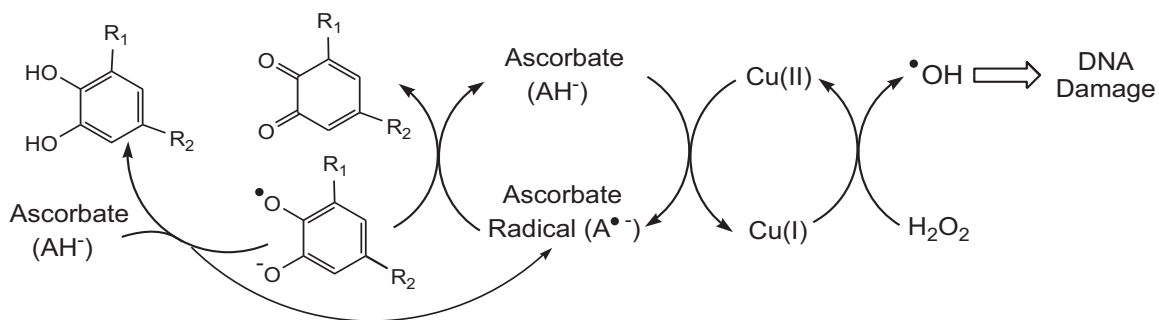 R₁
HO
HO
R₂
Ascorbate
(AH⁻)
R₁
O
O
R₂
R₁
•O
⁻O
R₂
Ascorbate
(AH⁻)
Ascorbate
Radical (A•⁻)
Cu(II)
Cu(I)
•OH
H₂O₂
DNA
Damage